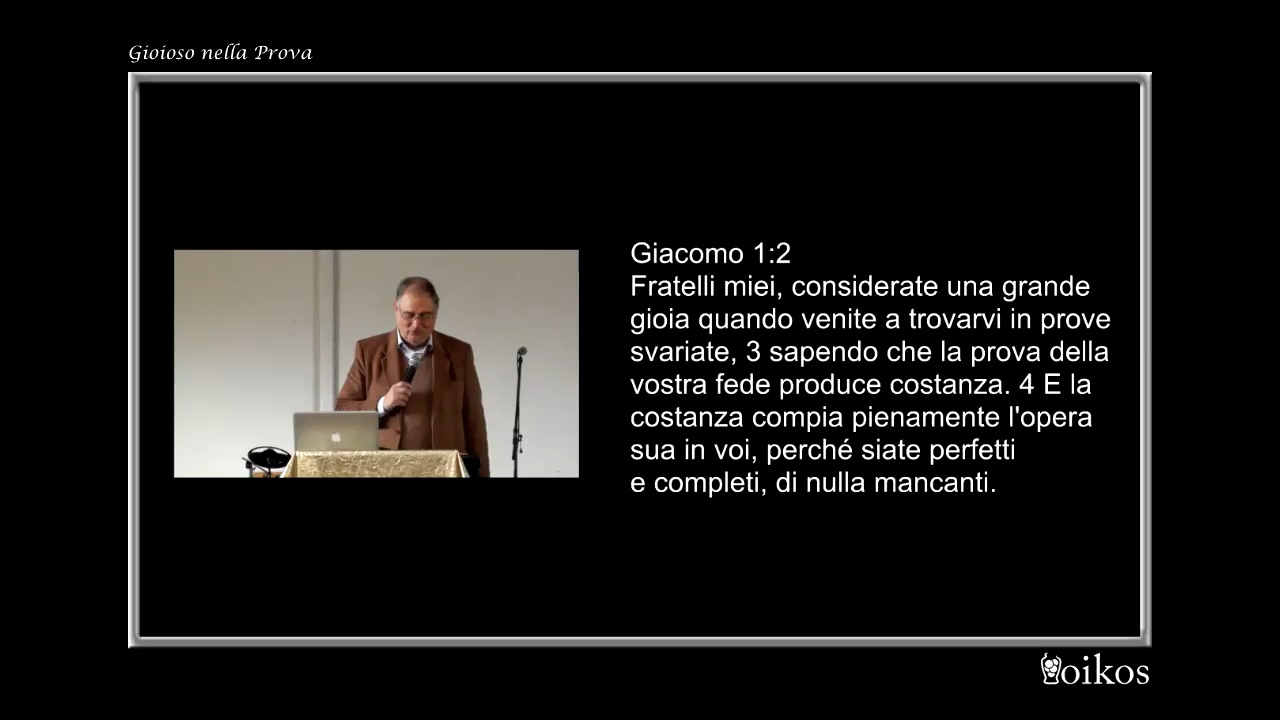 Gioioso nella Prova
Giacomo 1:2
Fratelli miei, considerate una grande
gioia quando venite a trovarvi in prove
svariate, 3 sapendo che la prova della
vostra fede produce costanza. 4 E la
costanza compia pienamente l'opera
sua in voi, perché siate perfetti
e completi, di nulla mancanti.
oikos